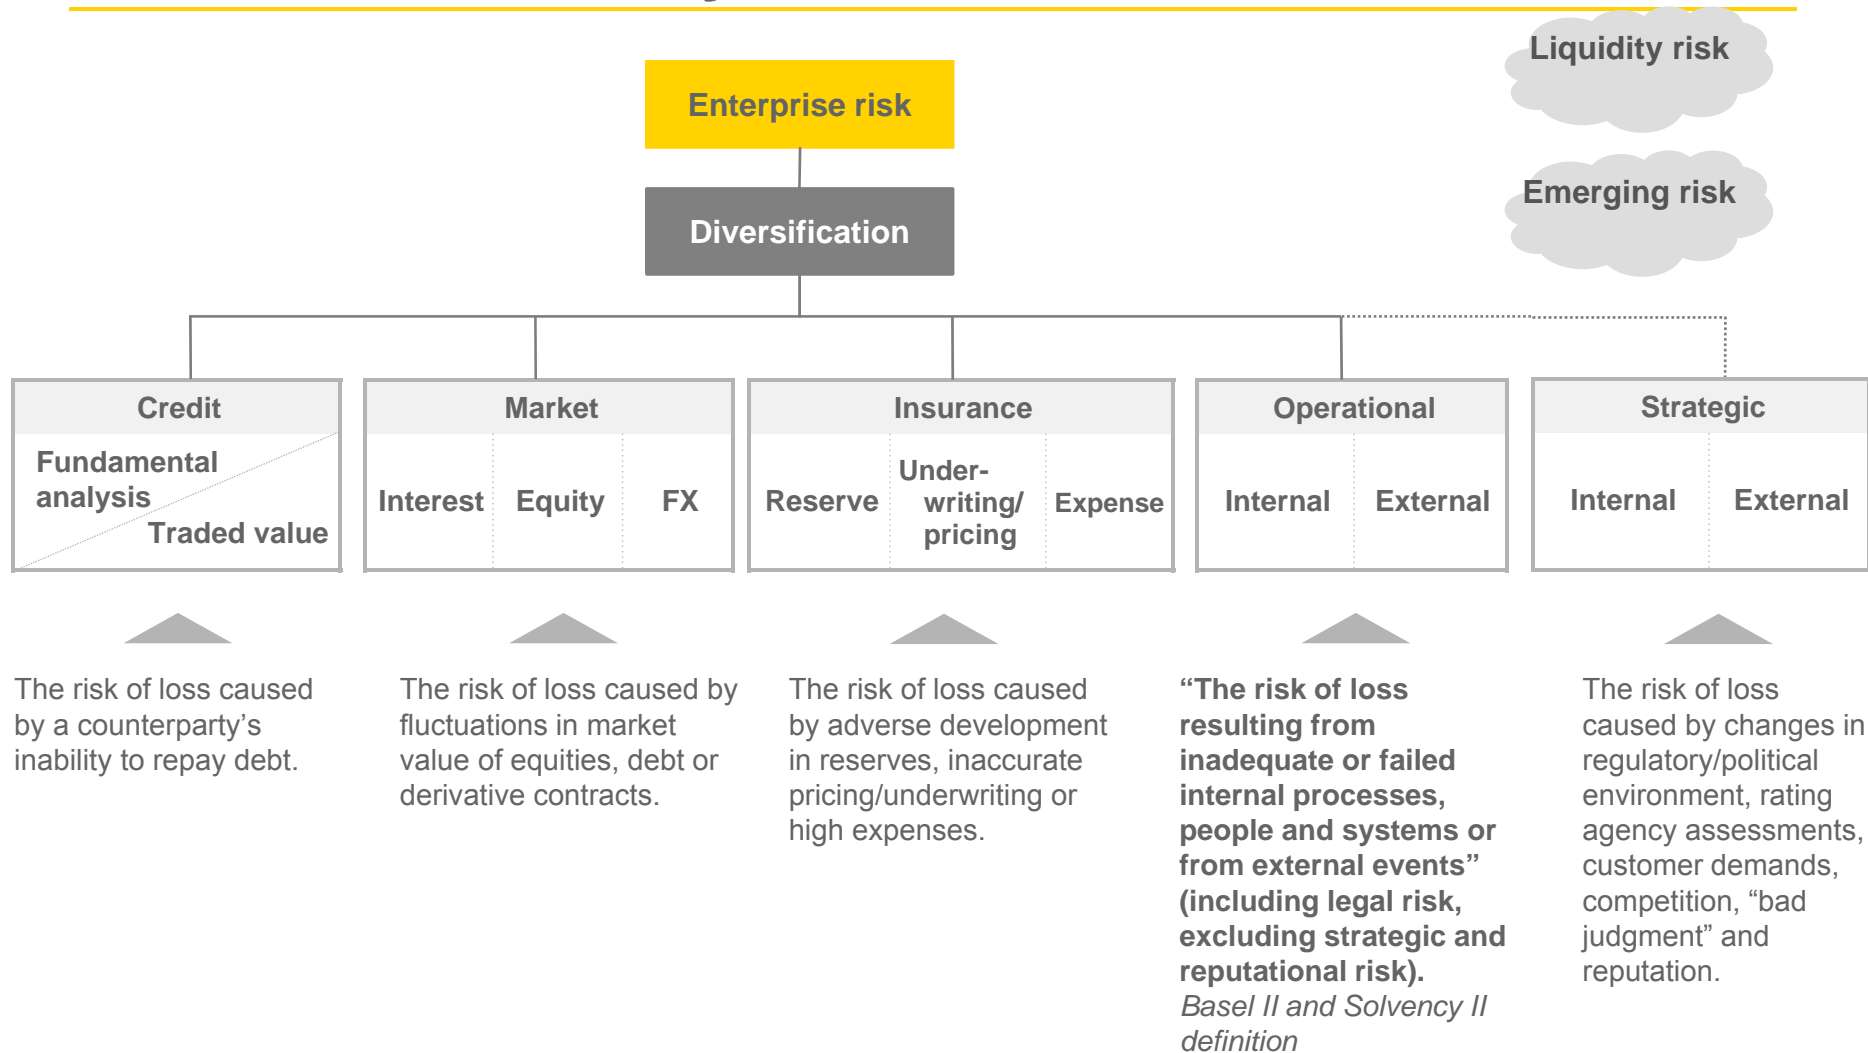 Liquidity risk
Enterprise risk
Emerging risk
Diversification
Credit
Fundamental
analysis
Traded value
Market
Interest
Equity
FX
Insurance
Reserve
Under-
writing/
pricing
Expense
Operational
Internal
External
Strategic
Internal
External
The risk of loss caused
by a counterparty’s
inability to repay debt.
The risk of loss caused by
fluctuations in market
value of equities, debt or
derivative contracts.
The risk of loss caused
by adverse development
in reserves, inaccurate
pricing/underwriting or
high expenses.
“The risk of loss
resulting from
inadequate or failed
internal processes,
people and systems or
from external events”
(including legal risk,
excluding strategic and
reputational risk).
Basel II and Solvency II
definition
The risk of loss
caused by changes in
regulatory/political
environment, rating
agency assessments,
customer demands,
competition, “bad
judgment” and
reputation.